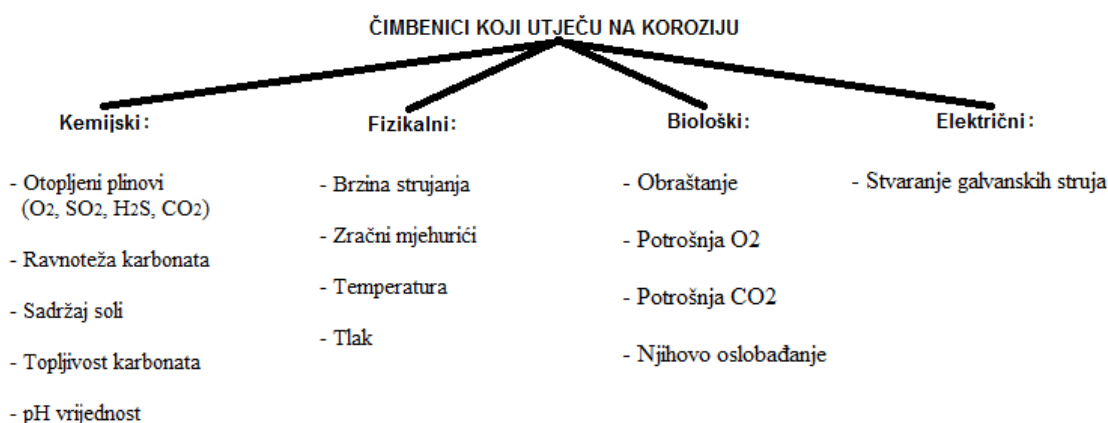 ČIMBENICI KOJI UTJEČU NA KOROZIJU
Kemijski:
- Otopljeni plinovi
(O2, SO2, H2S, CO2)
- Ravnoteža karbonata
- Sadržaj soli
- Topljivost karbonata
- pH vrijednost
Fizikalni:
- Brzina strujanja
- Zračni mjehurići
- Temperatura
- Tlak
Biološki:
- Obraštanje
- Potrošnja O2
- Potrošnja CO2
- Njihovo oslobađanje
Električni:
- Stvaranje galvanskih struja